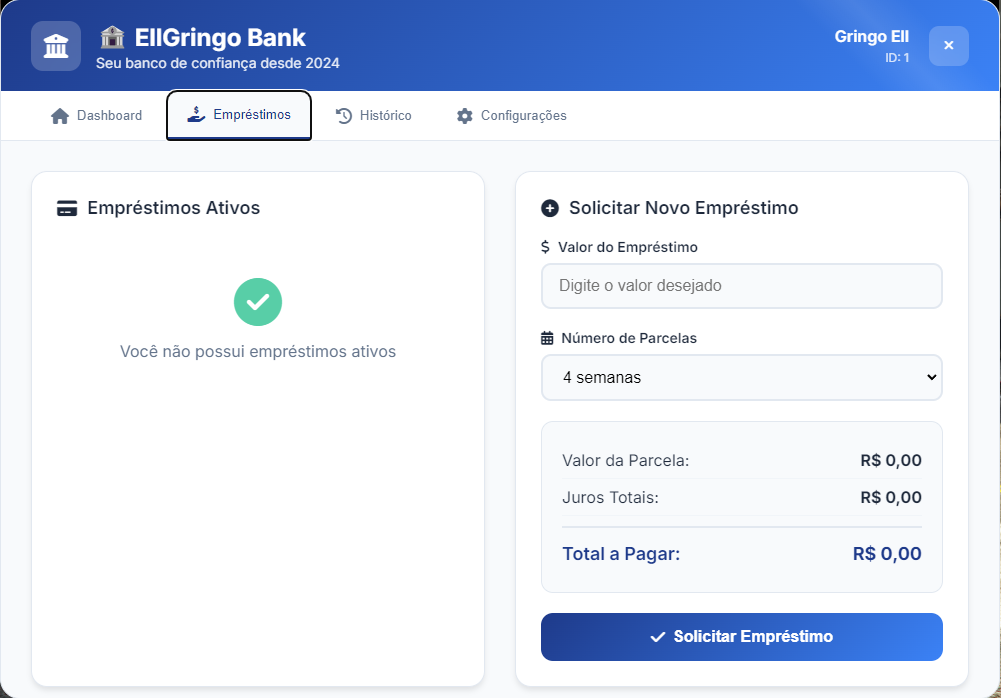 EllGringo Bank
Seu banco de confiança desde 2024
Gringo Ell
ID: 1
Dashboard
Empréstimos
Histórico
Configurações
Empréstimos Ativos
Você não possui empréstimos ativos
Solicitar Novo Empréstimo
$ Valor do Empréstimo
Digite o valor desejado
Número de Parcelas
4 semanas
Valor da Parcela: R$ 0,00
Juros Totais: R$ 0,00
Total a Pagar: R$ 0,00
Solicitar Empréstimo